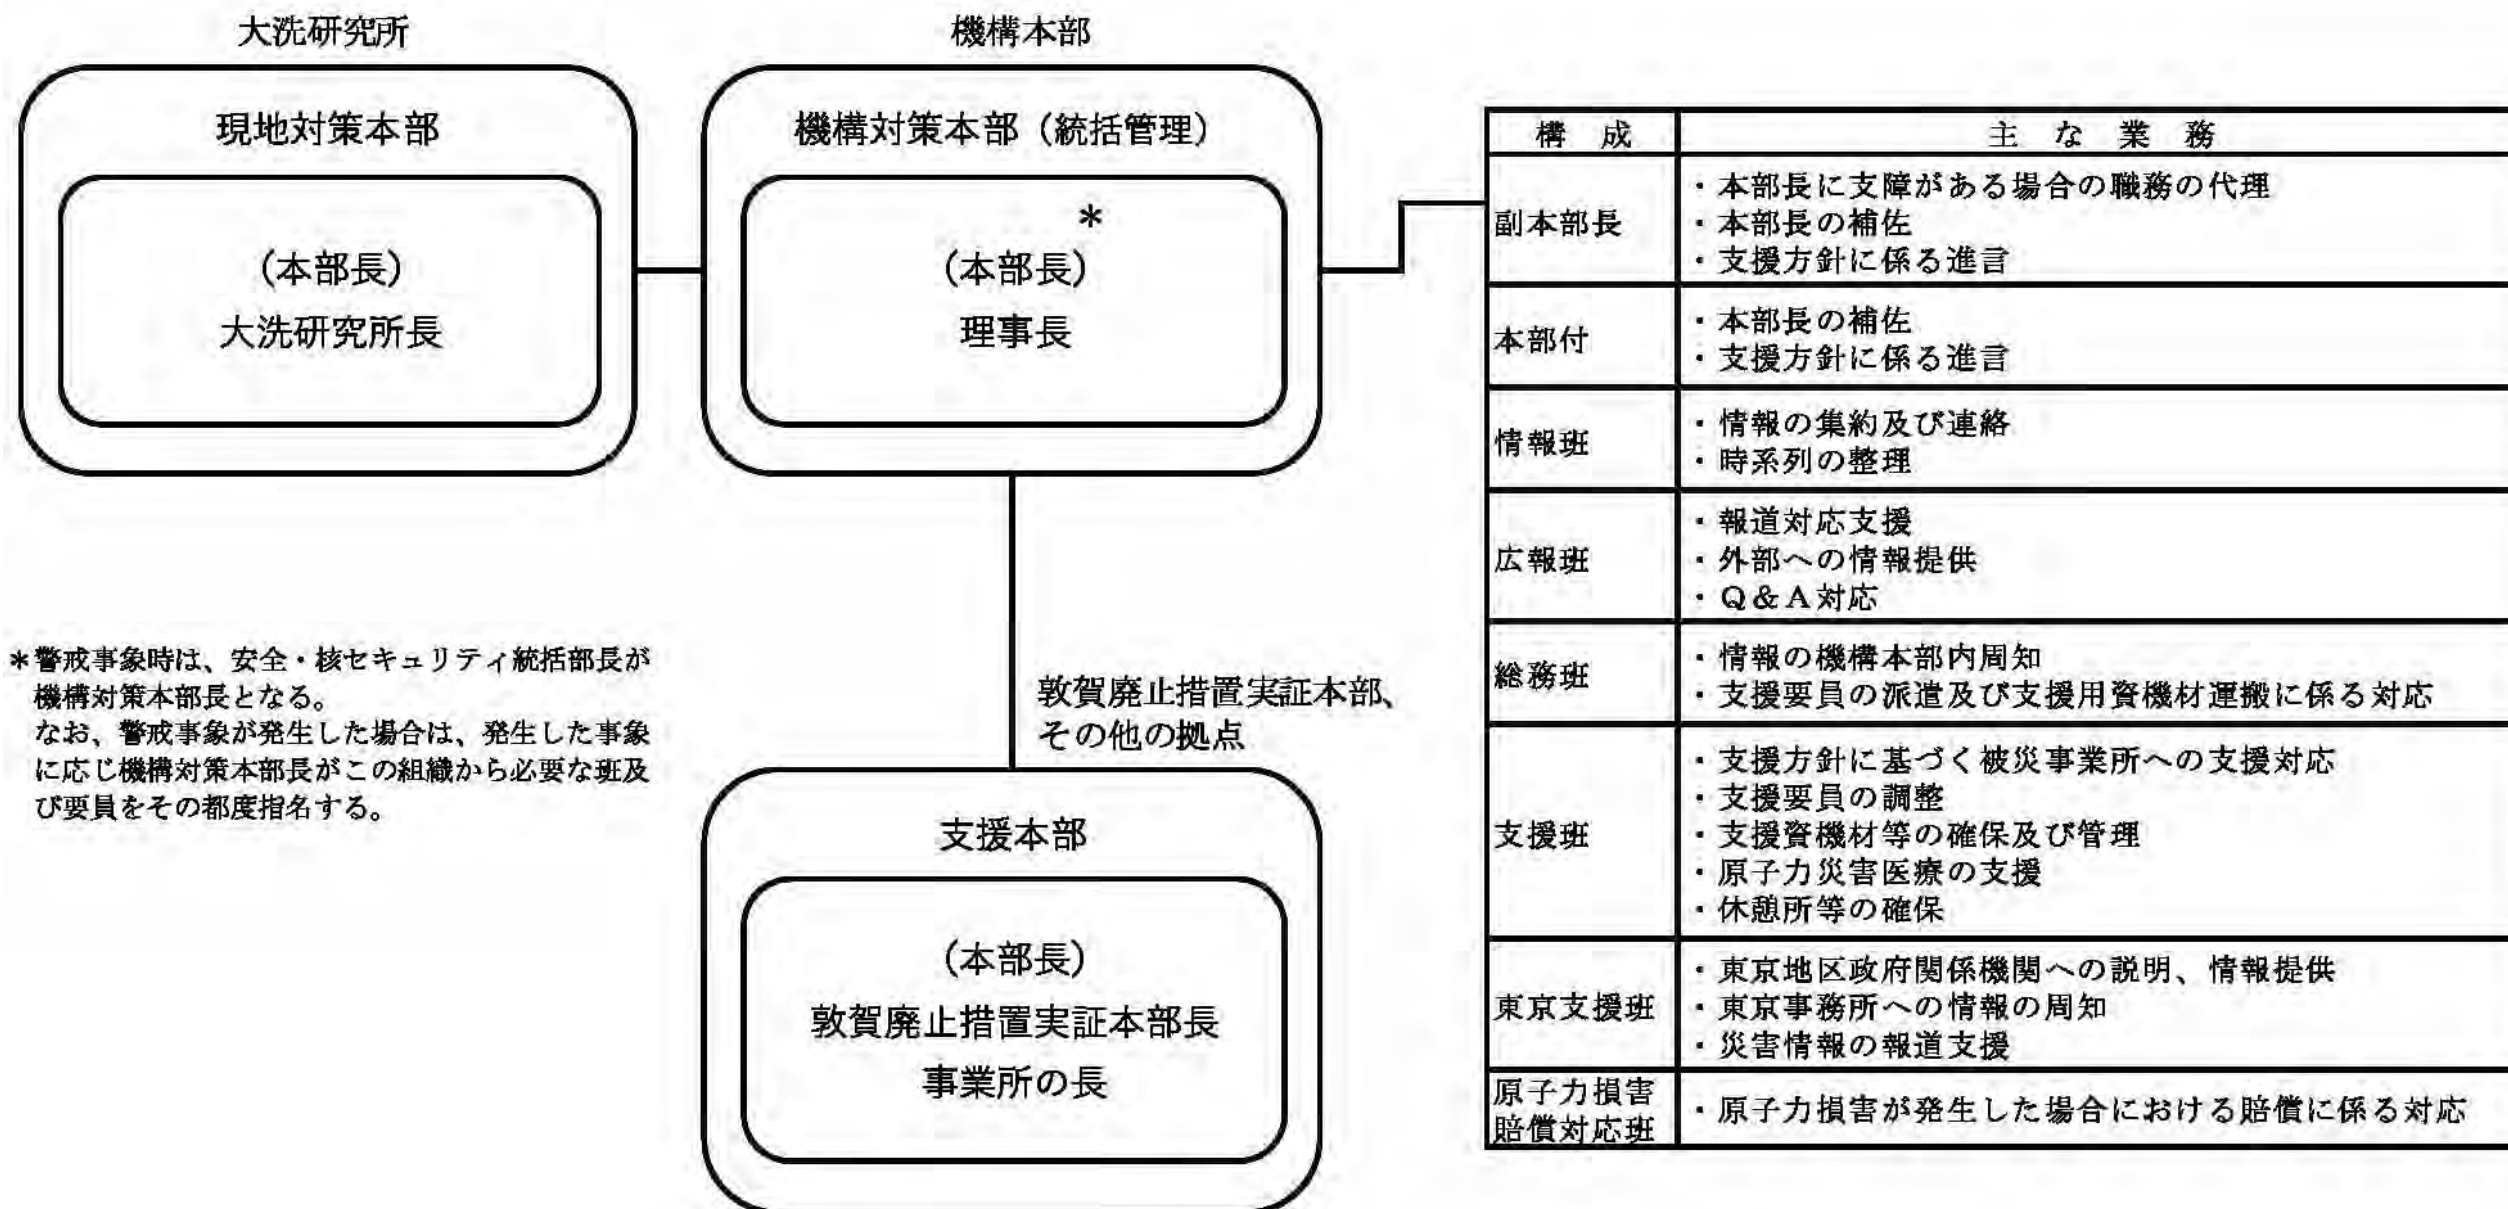 大洗研究所
現地対策本部
(本部長)
大洗研究所長
機構本部
機構対策本部（統括管理）
*
(本部長)
理事長
＊警戒事象時は、安全・核セキュリティ統括部長が
機構対策本部長となる。
なお、警戒事象が発生した場合は、発生した事象
に応じ機構対策本部長がこの組織から必要な班及
び要員をその都度指名する。
敦賀廃止措置実証本部、
その他の拠点
支援本部
(本部長)
敦賀廃止措置実証本部長
事業所の長
構　成　主　な　業　務
副本部長
・本部長に支障がある場合の職務の代理
・本部長の補佐
・支援方針に係る進言
本部付
・本部長の補佐
・支援方針に係る進言
情報班
・情報の集約及び連絡
・時系列の整理
広報班
・報道対応支援
・外部への情報提供
・Ｑ＆Ａ対応
総務班
・情報の機構本部内周知
・支援要員の派遣及び支援用資機材運搬に係る対応
支援班
・支援方針に基づく被災事業所への支援対応
・支援要員の調整
・支援資機材等の確保及び管理
・原子力災害医療の支援
・休憩所等の確保
東京支援班
・東京地区政府関係機関への説明、情報提供
・東京事務所への情報の周知
・災害情報の報道支援
原子力損害
賠償対応班
・原子力損害が発生した場合における賠償に係る対応